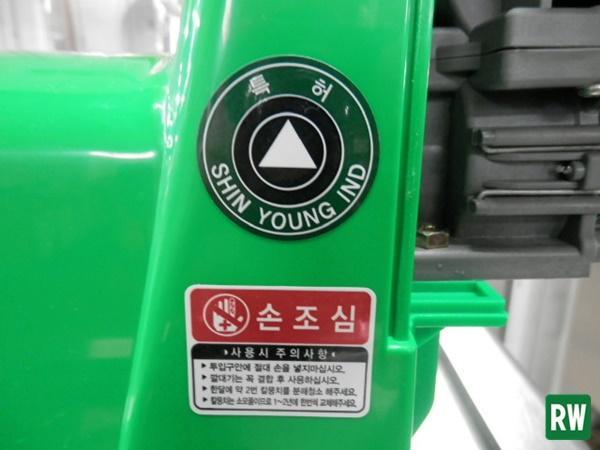 특허
SHIN YOUNG IND
손조심
사용시 주의사항
▶ 투입구안에 절대 손을 넣지마십시오.
▶ 깔대기는 꼭 결합 후 사용하십시오.
▶ 한달에 약 2번 칼뭉치를 분해청소 해주세요.
▶ 칼뭉치는 소모품이므로 1~2년에 한번씩 교체해주세요.
RW